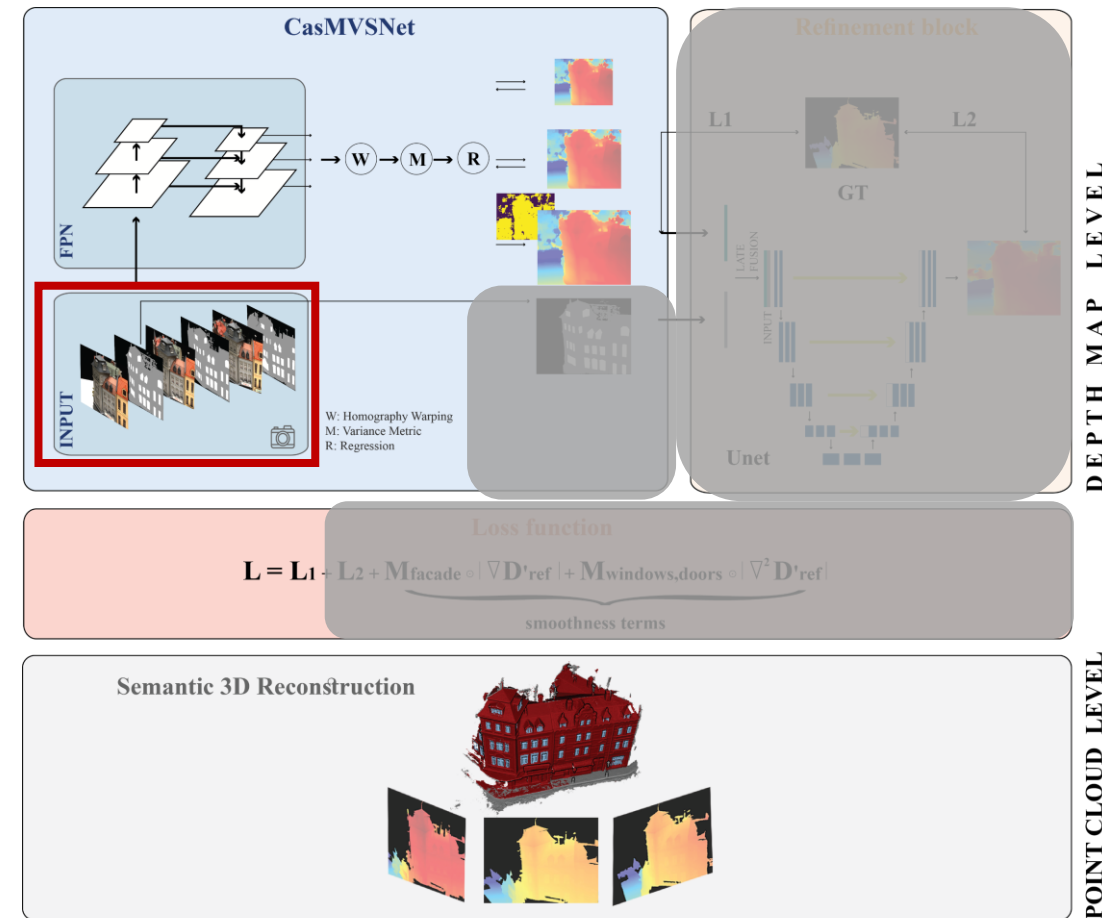 CasMVSNet
Refinement block
FPN
W
M
R
L1
L2
GT
LATE
FUSION
INPUT
Unet
INPUT
W: Homography Warping
M: Variance Metric
R: Regression
DEPTH MAP LEVEL
Loss function
L = L1 + L2 + Mfacade ○ | ∇D'ref | + Mwindows,doors ○ | ∇² D'ref |
smoothness terms
Semantic 3D Reconstruction
POINT CLOUD LEVEL